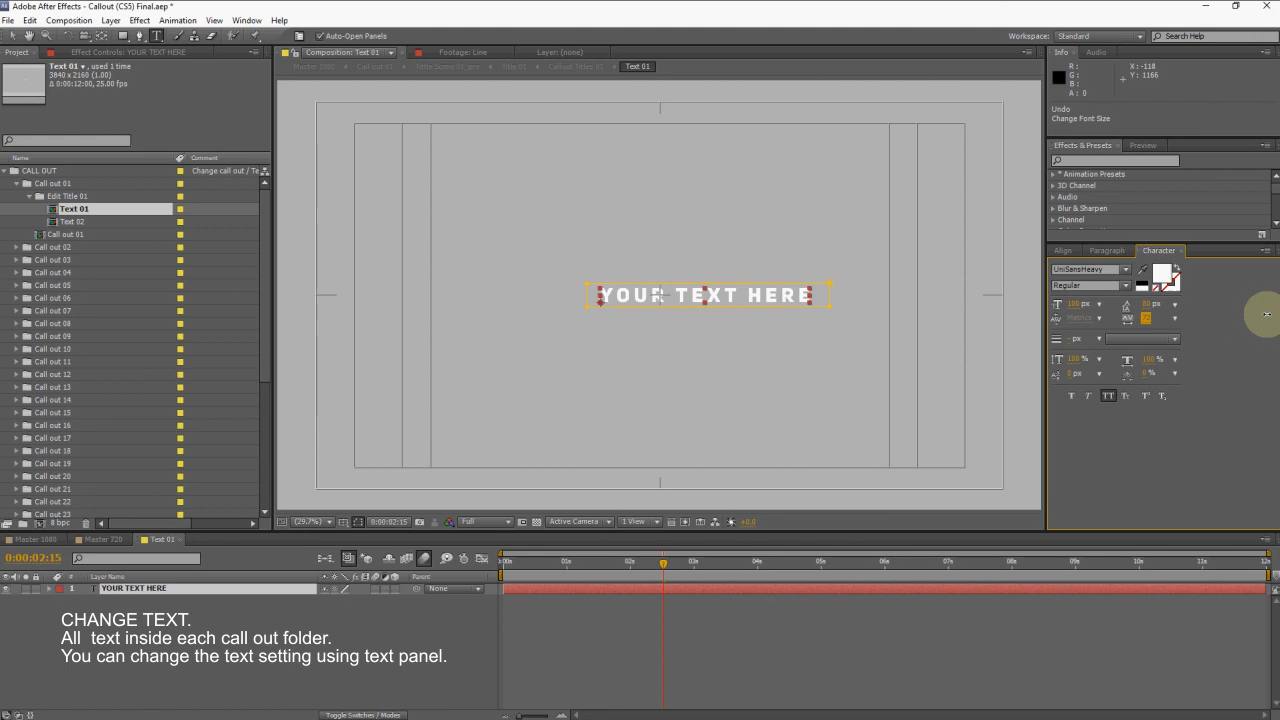 Adobe After Effects - Callout (CS5) Final.aep *
File Edit Composition Layer Effect Animation View Window Help
Auto-Open Panels
Workspace: Standard
Search Help
Project
Effect Controls: YOUR TEXT HERE
Composition: Text 01
Footage: Line
Layer: (none)
Info
Audio
Text 01 , used 1 time
3840 x 2160 (1.00)
Δ 0:00:12:00, 25.00 fps
Master 1080
Call out 01
Title 01
Callout Titles 01
Text 01
R :
G :
B :
A : 0
X : -118
Y : 1166
Undo
Change Font Size
Effects & Presets
Preview
* Animation Presets
3D Channel
Audio
Blur & Sharpen
Channel
Name
Comment
CALL OUT
Change call out / Te
Call out 01
Edit Title 01
Text 01
Text 02
Call out 01
Call out 02
Call out 03
Call out 04
Call out 05
Call out 06
Call out 07
Call out 08
Call out 09
Call out 10
Call out 11
Call out 12
Call out 13
Call out 14
Call out 15
Call out 16
Call out 17
Call out 18
Call out 19
Call out 20
Call out 21
Call out 22
Call out 23
8 bpc
YOUR TEXT HERE
Align
Paragraph
Character
UniSansHeavy
Regular
100 px
80 px
Metrics
72
- px
100 %
100 %
0 px
0 %
T T TT Tr T' T,
(29.7%)
0:00:02:15
Full
Active Camera
1 View
+0.0
Master 1080
Master 720
Text 01
0:00:02:15
#
Layer Name
Parent
1 T YOUR TEXT HERE
None
:00s 01s 02s 03s 04s 05s 06s 07s 08s 09s 10s 11s 12s
CHANGE TEXT.
All text inside each call out folder.
You can change the text setting using text panel.
Toggle Switches / Modes